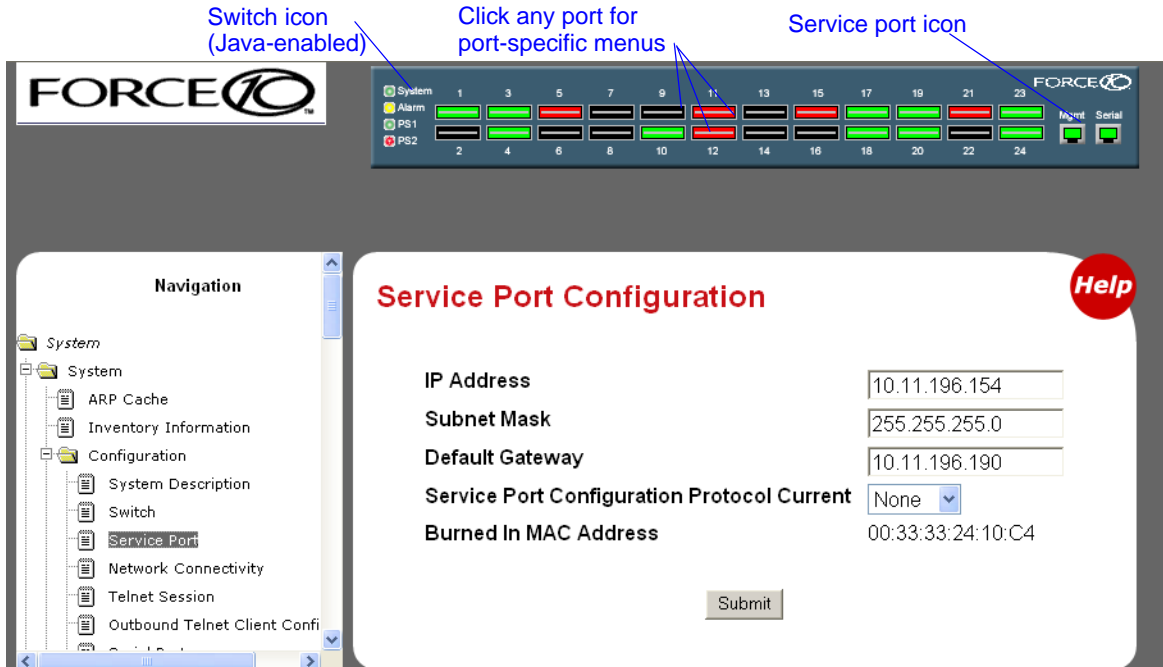 Switch icon
(Java-enabled)
Click any port for
port-specific menus
Service port icon
FORCE10™
System
Alarm
PS1
PS2
1 3 5 7 9 11 13 15 17 19 21 23
2 4 6 8 10 12 14 16 18 20 22 24
FORCE10
Mgmt Serial
Navigation
System
System
ARP Cache
Inventory Information
Configuration
System Description
Switch
Service Port
Network Connectivity
Telnet Session
Outbound Telnet Client Confi
Service Port Configuration
Help
IP Address 10.11.196.154
Subnet Mask 255.255.255.0
Default Gateway 10.11.196.190
Service Port Configuration Protocol Current None
Burned In MAC Address 00:33:33:24:10:C4
Submit